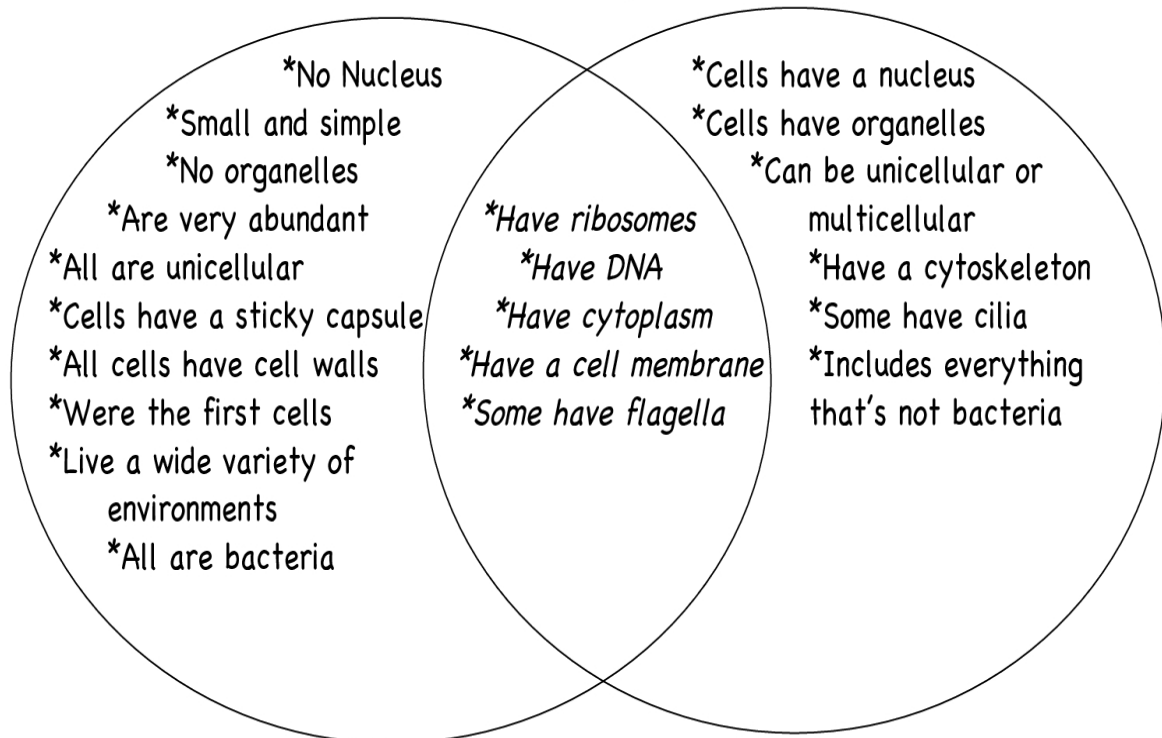 *No Nucleus
*Small and simple
*No organelles
*Are very abundant
*All are unicellular
*Cells have a sticky capsule
*All cells have cell walls
*Were the first cells
*Live a wide variety of
environments
*All are bacteria
*Have ribosomes
*Have DNA
*Have cytoplasm
*Have a cell membrane
*Some have flagella
*Cells have a nucleus
*Cells have organelles
*Can be unicellular or
multicellular
*Have a cytoskeleton
*Some have cilia
*Includes everything
that's not bacteria